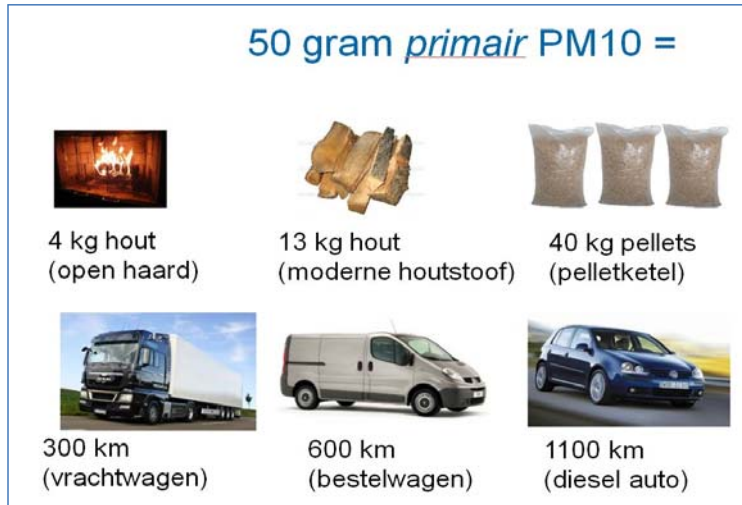 50 gram primair PM10 =
4 kg hout
(open haard)
13 kg hout
(moderne houtstoof)
40 kg pellets
(pelletketel)
300 km
(vrachtwagen)
600 km
(bestelwagen)
1100 km
(diesel auto)